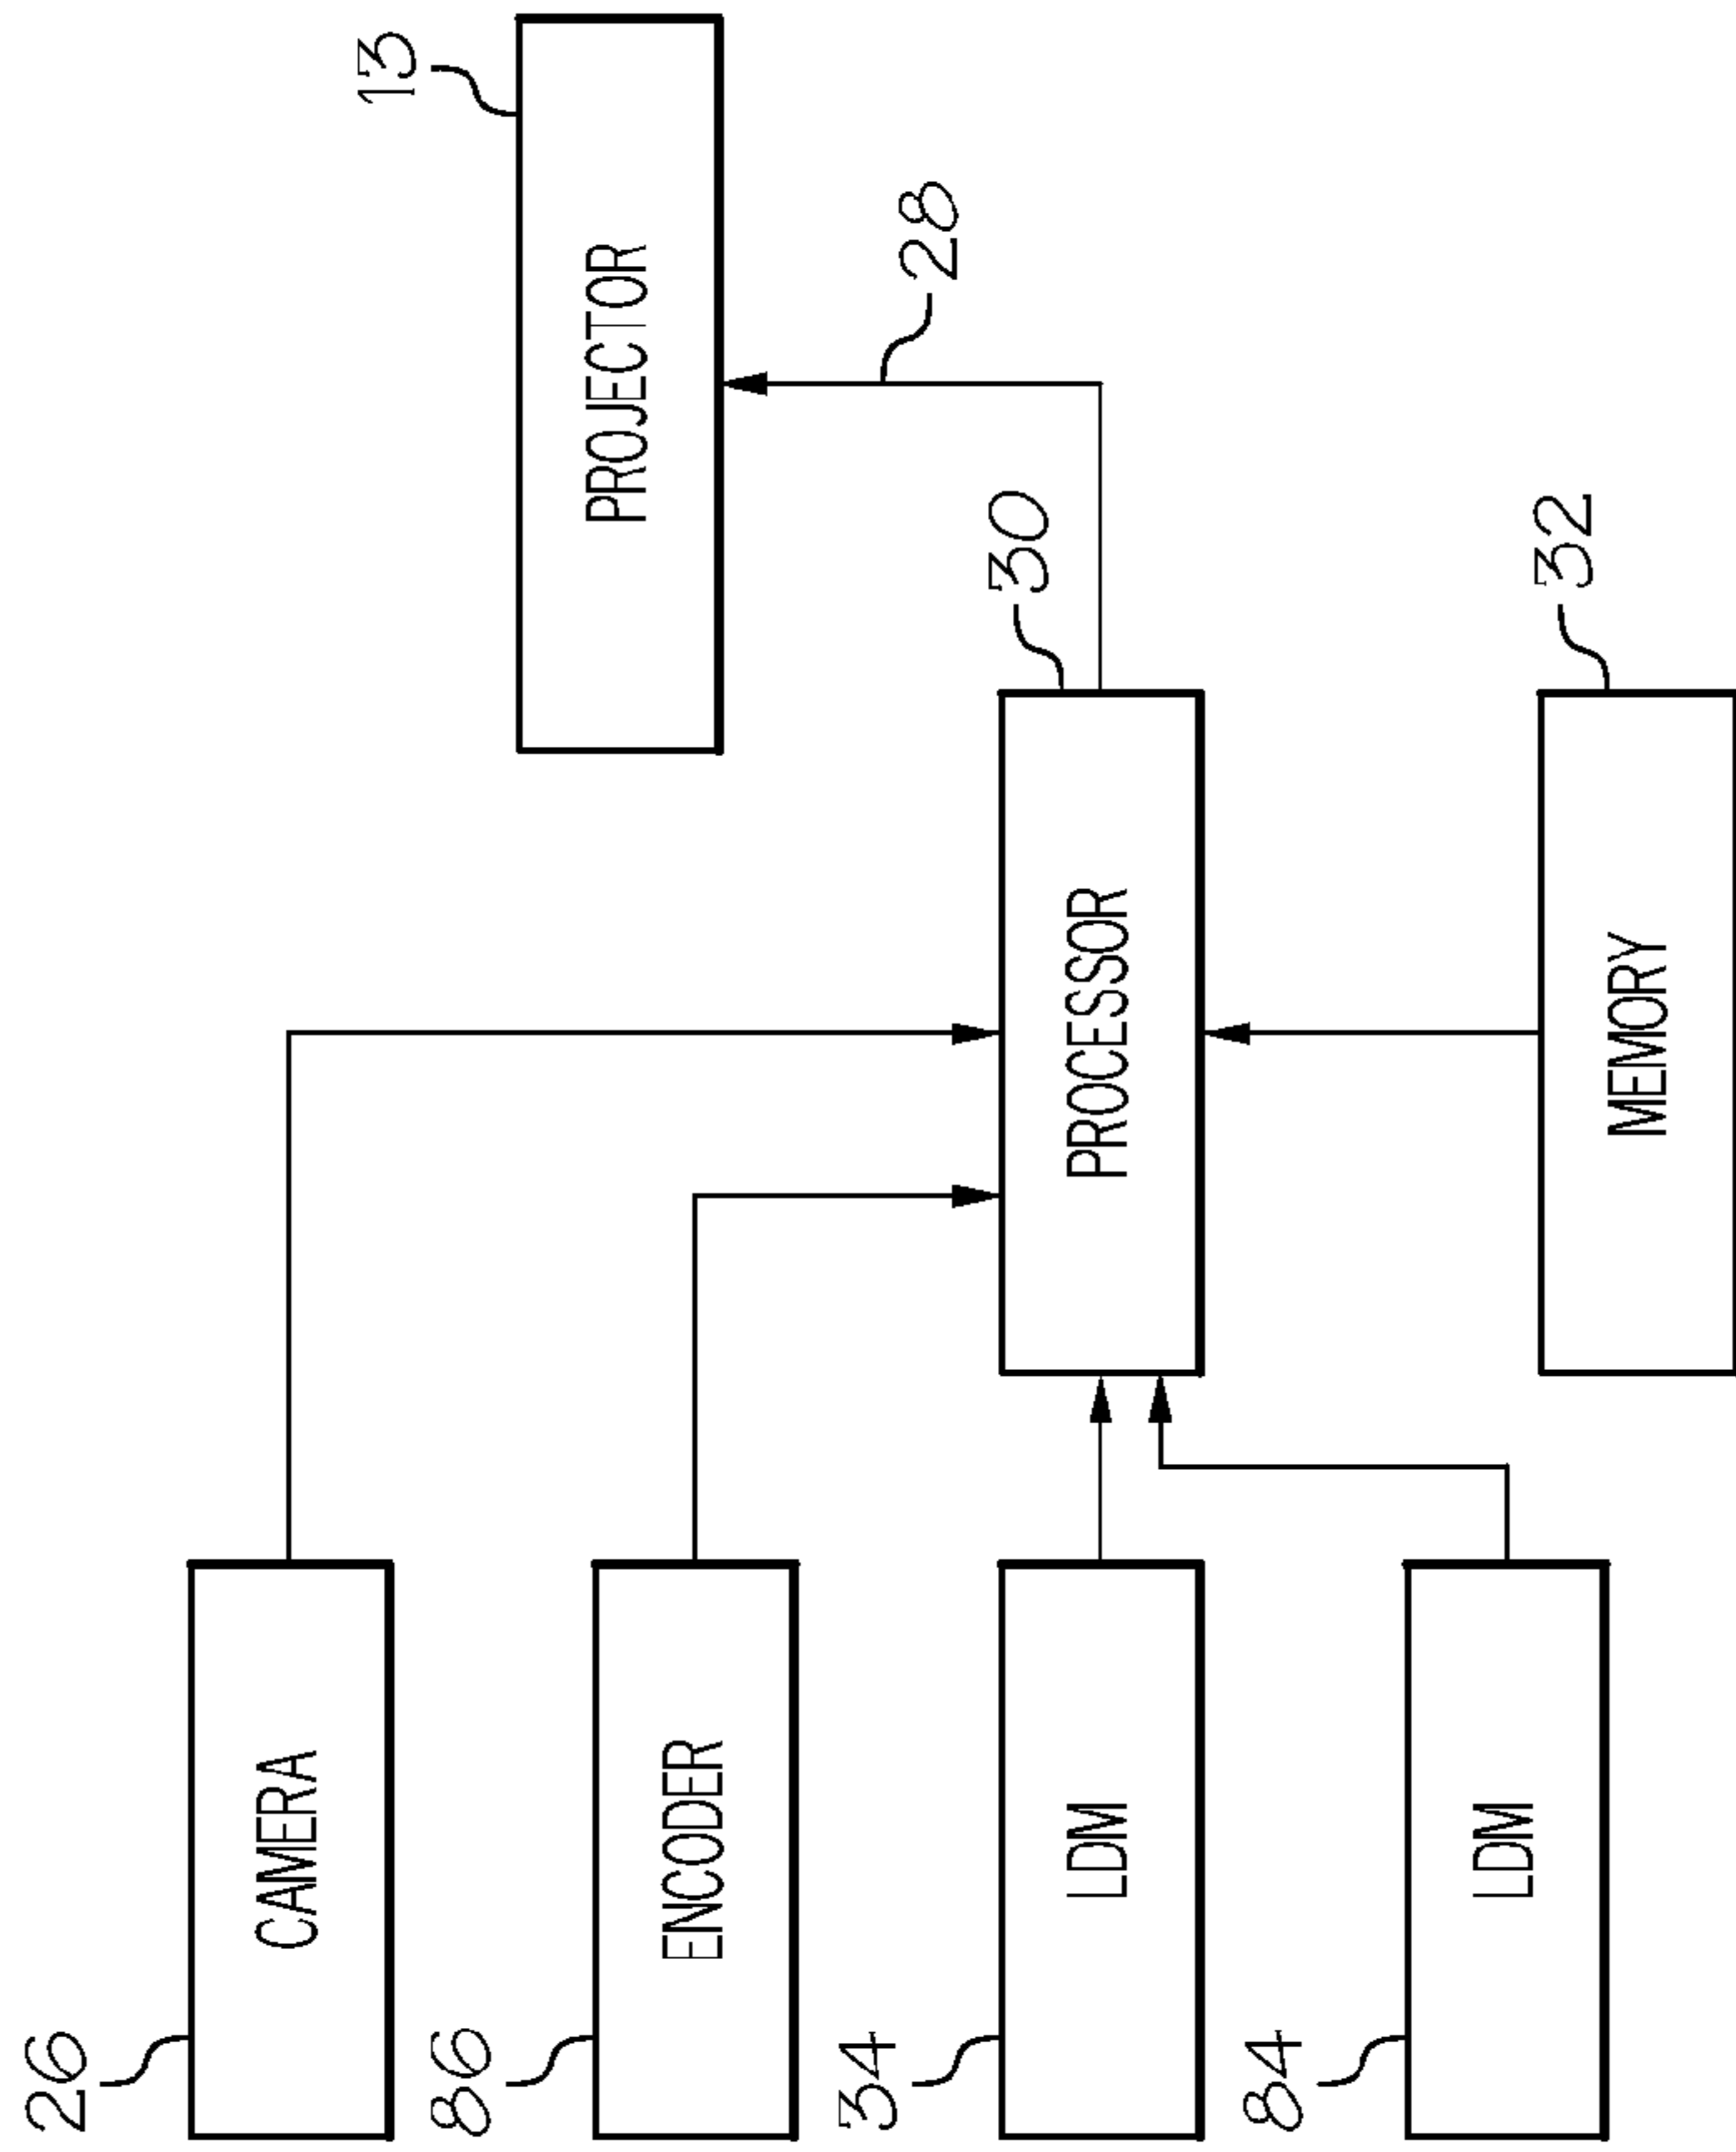 26
CAMERA
86
ENCODER
34
LDM
84
LDM
30
PROCESSOR
32
MEMORY
28
13
PROJECTOR